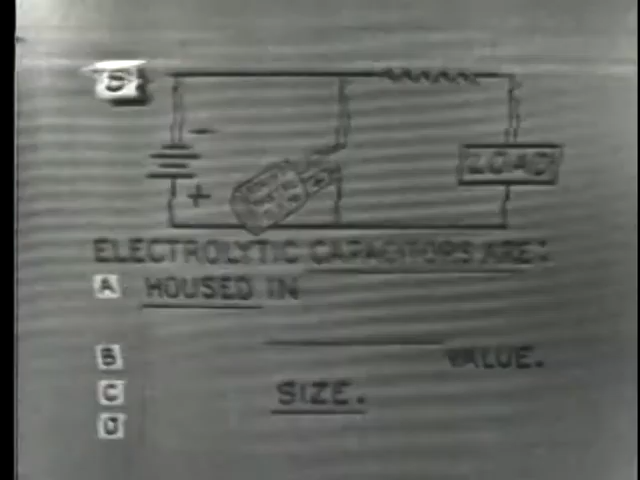 5
-
+
LOAD
ELECTROLYTIC CAPACITORS ARE:
A HOUSED IN
B VALUE.
C SIZE.
D